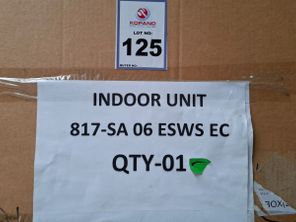 KOPANO
LOT NO:
125
INDOOR UNIT
817-SA 06 ESWS EC
QTY-01